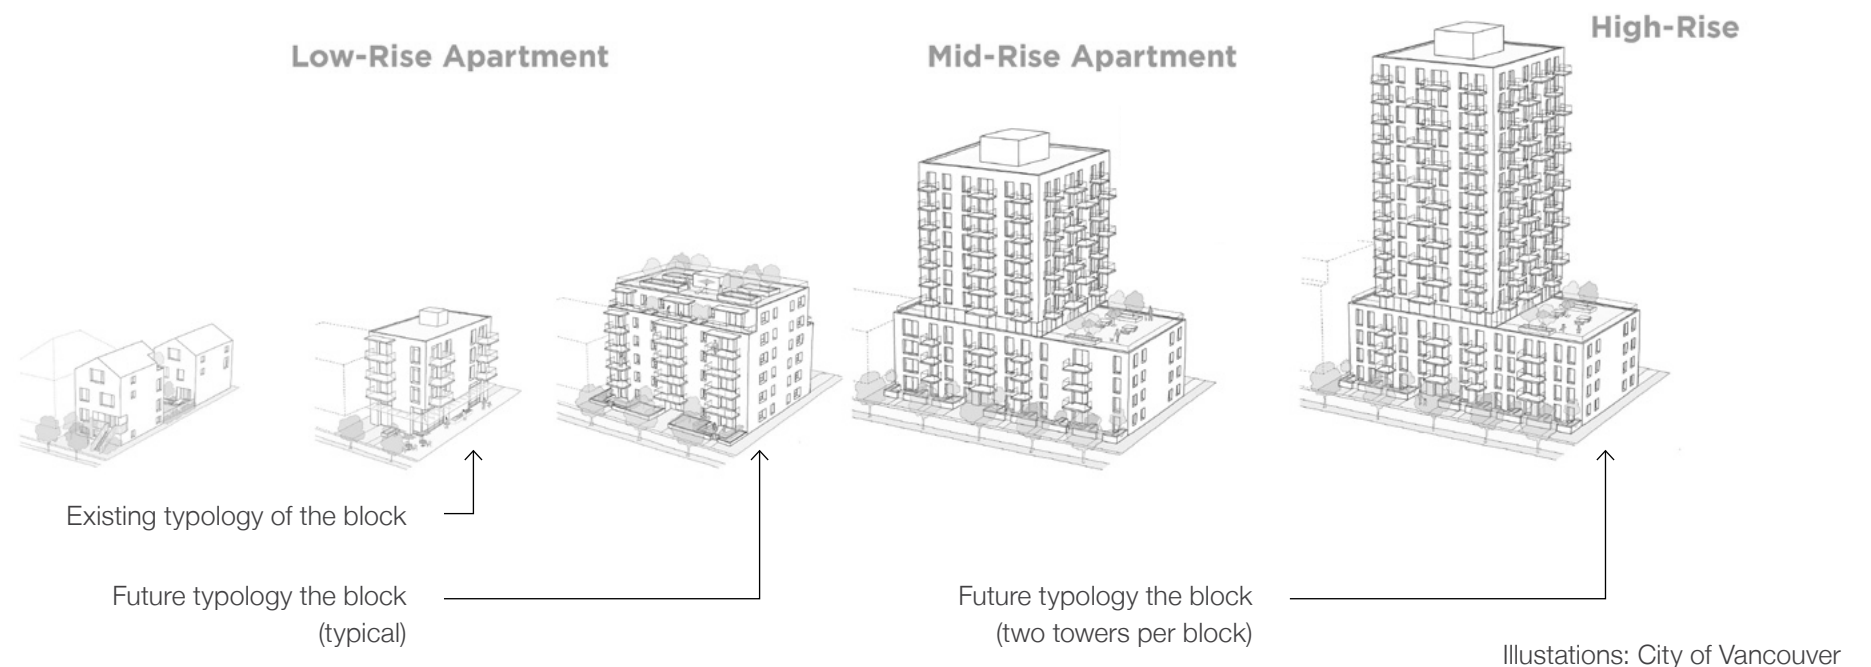 Low-Rise Apartment
Mid-Rise Apartment
High-Rise
Existing typology of the block
Future typology the block
(typical)
Future typology the block
(two towers per block)
Illustations: City of Vancouver